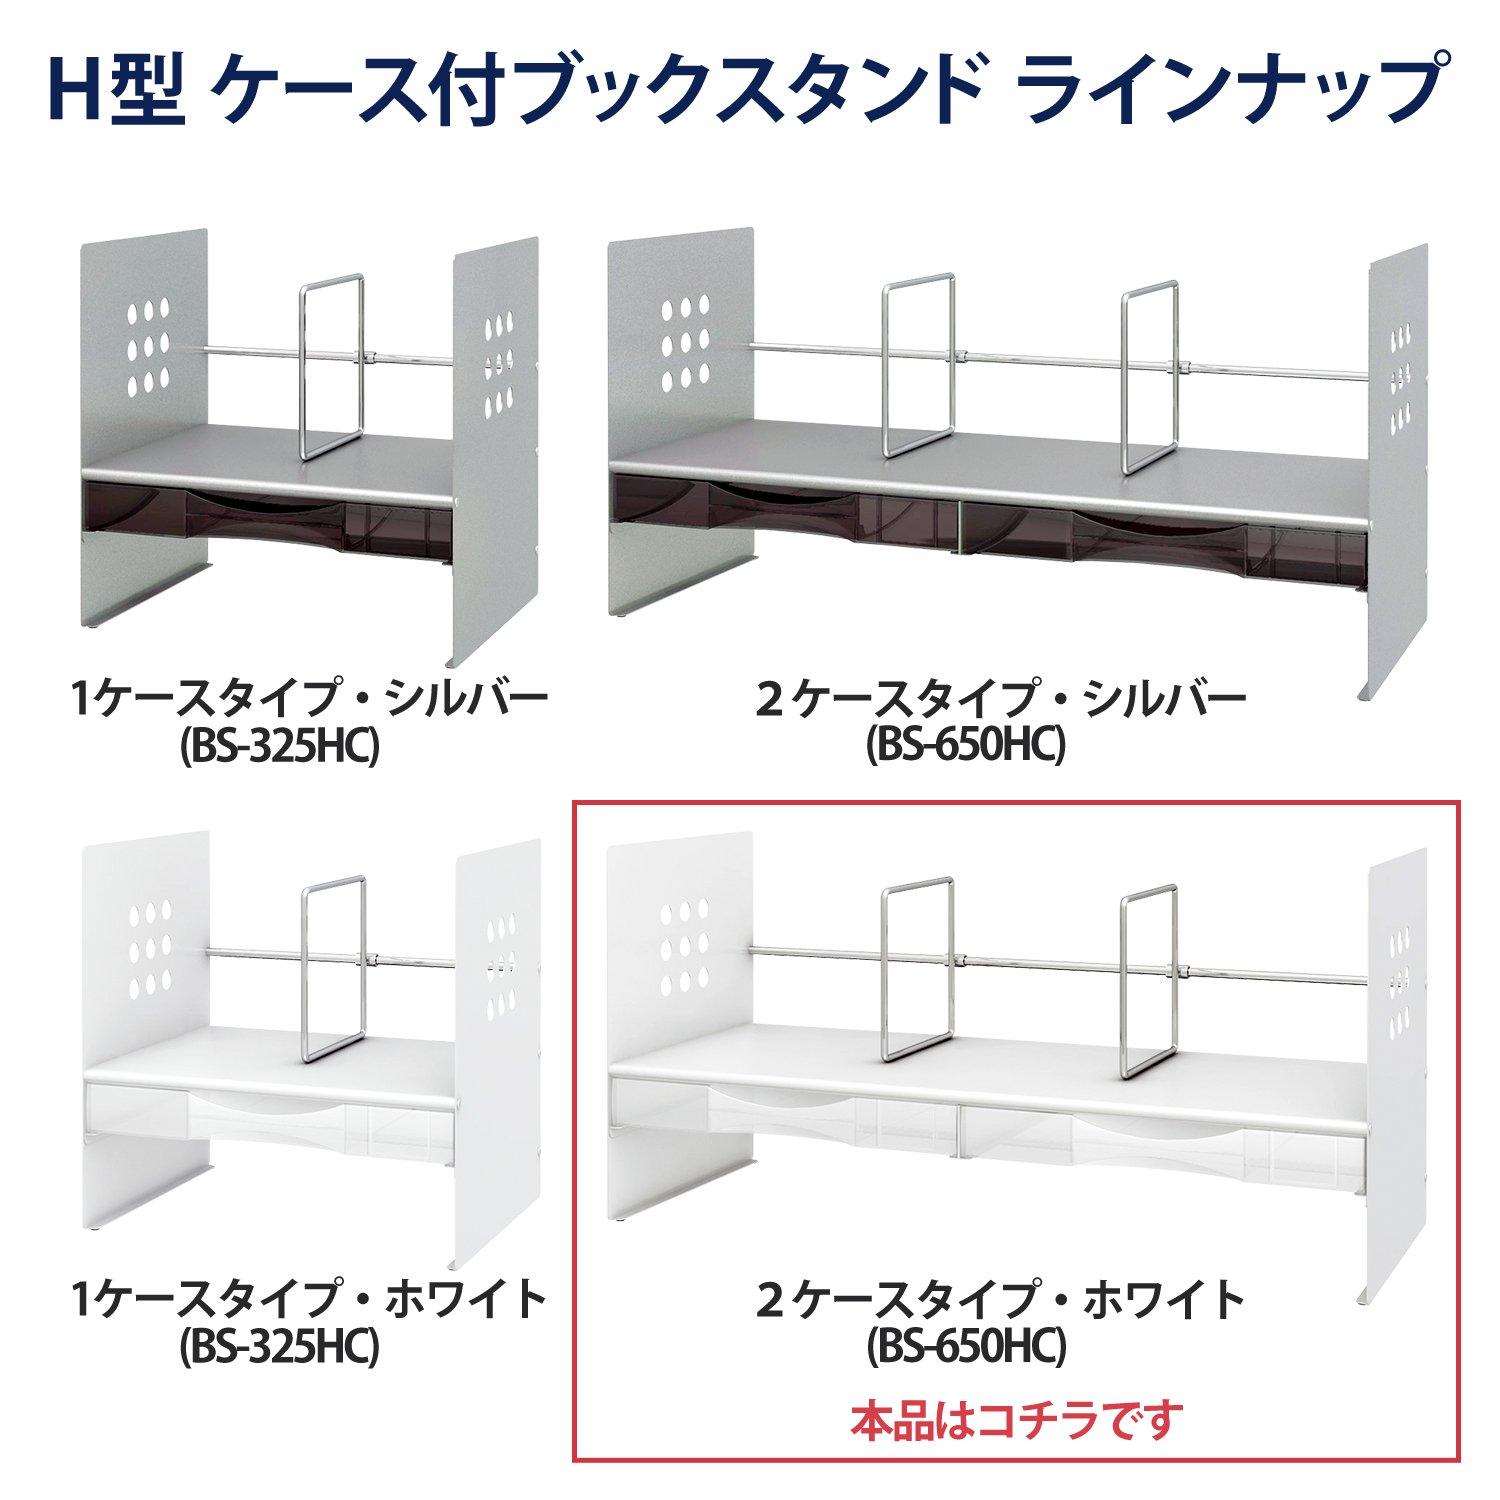 H型 ケース付ブックスタンド ラインナップ
1ケースタイプ・シルバー
(BS-325HC)
２ケースタイプ・シルバー
(BS-650HC)
1ケースタイプ・ホワイト
(BS-325HC)
２ケースタイプ・ホワイト
(BS-650HC)
本品はコチラです